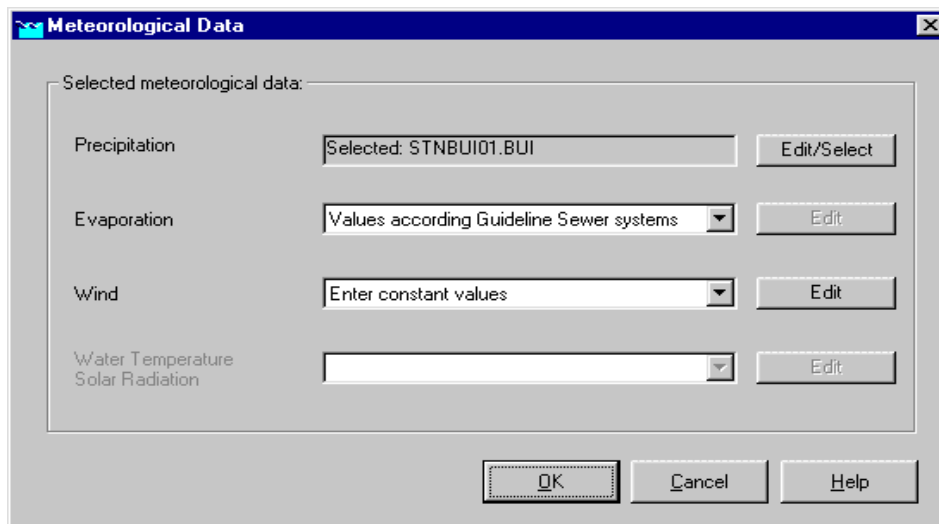 Meteorological Data
Selected meteorological data:
Precipitation
Selected: STNBUI01.BUI
Edit/Select
Evaporation
Values according Guideline Sewer systems
Edit
Wind
Enter constant values
Edit
Water Temperature
Solar Radiation
Edit
OK
Cancel
Help